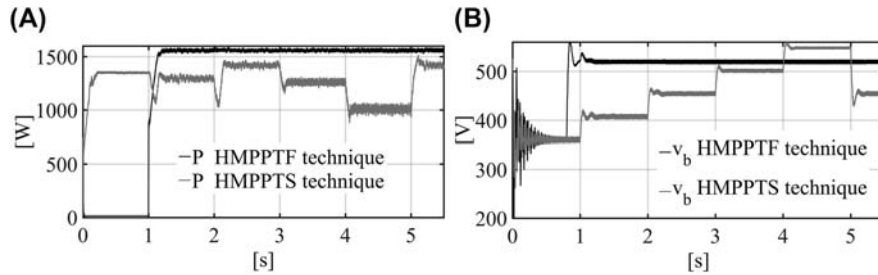 (A)
1500
1000
500
0
[W]
P HMPPTF technique
P HMPPTS technique
0 1 2 3 4 5
[s]
(B)
500
400
300
200
[V]
v_b HMPPTF technique
v_b HMPPTS technique
0 1 2 3 4 5
[s]